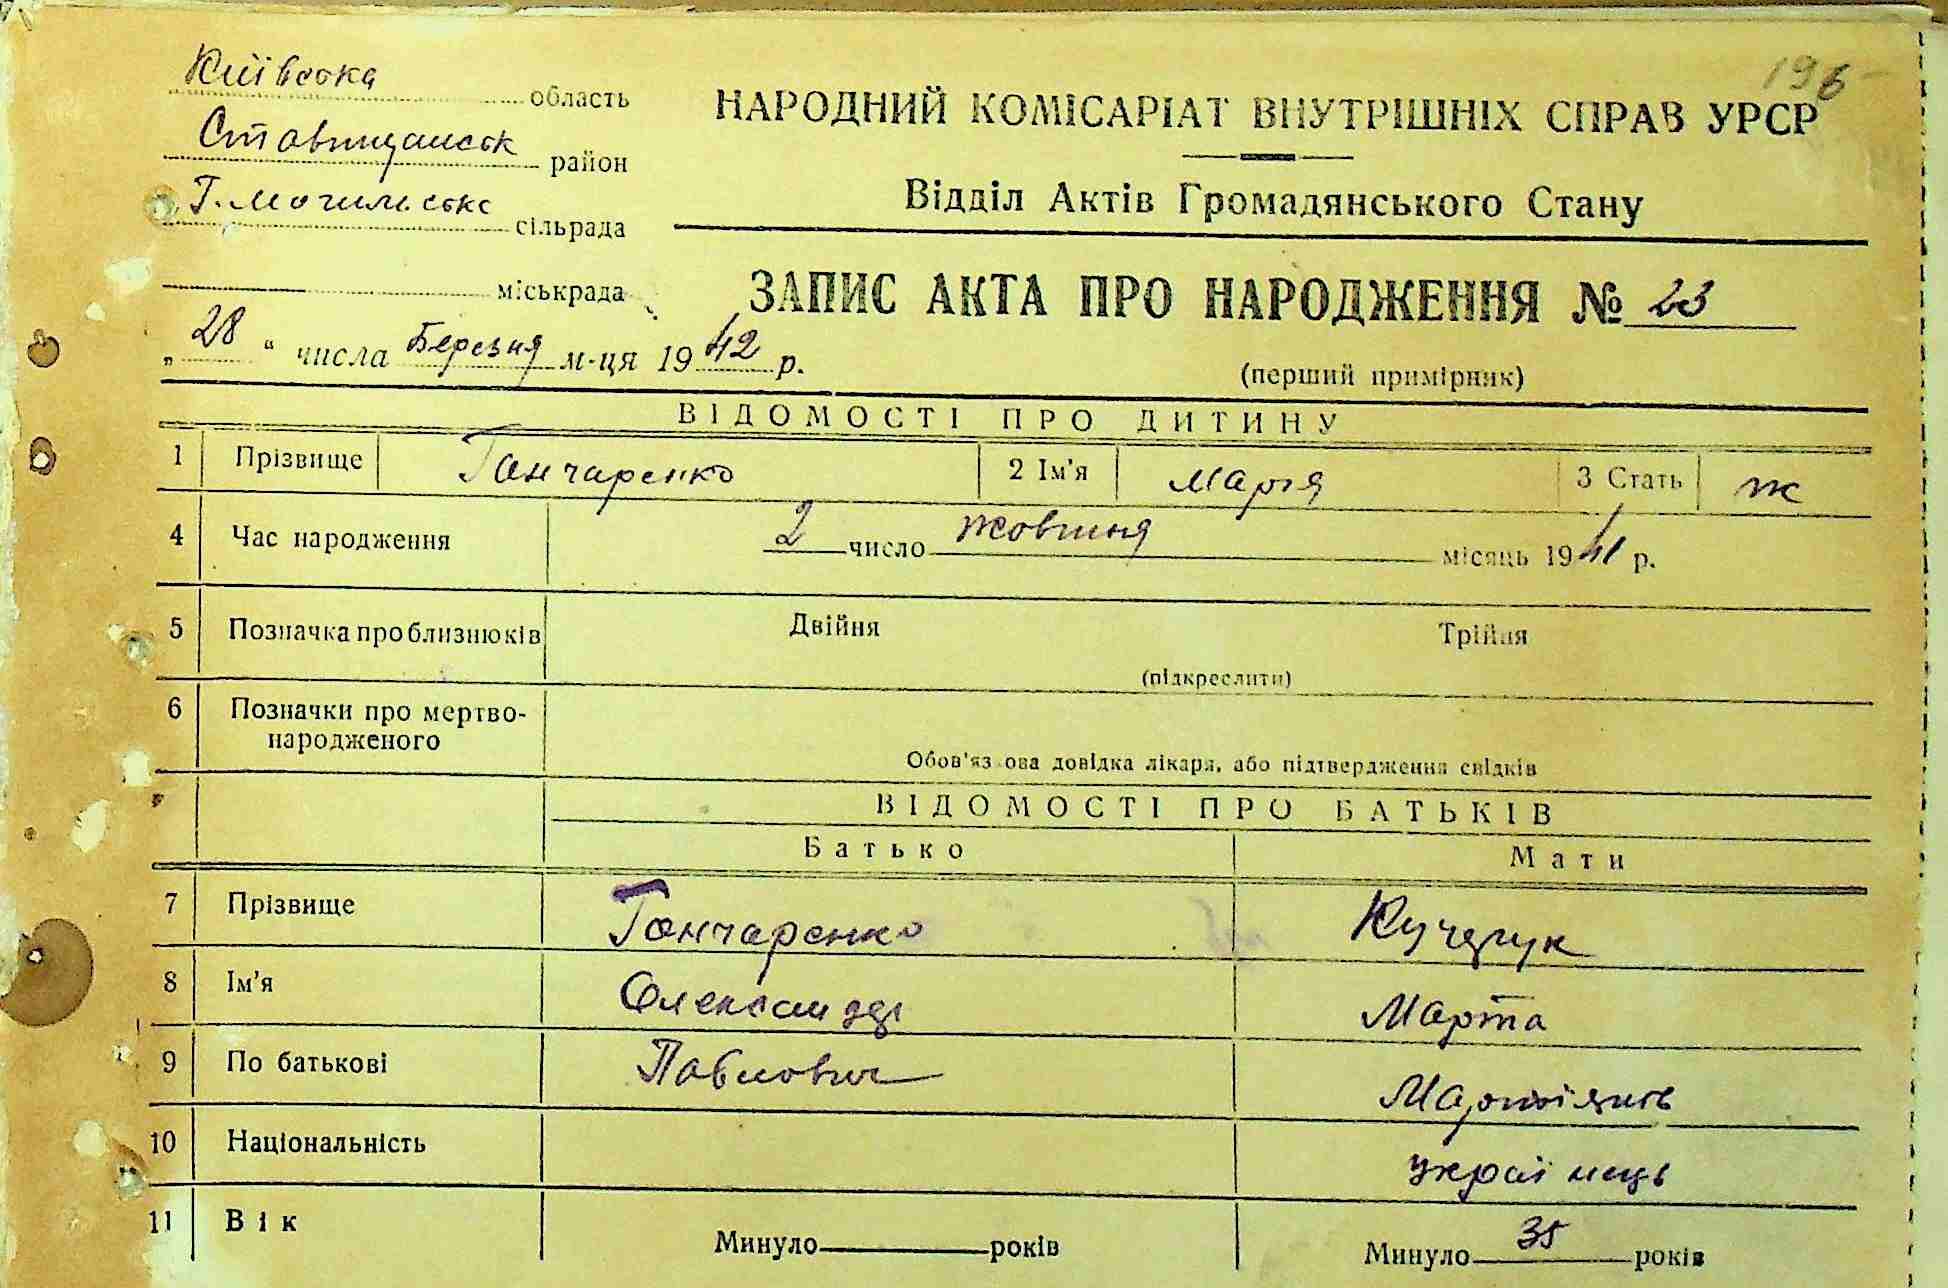 196
Київська область
НАРОДНИЙ КОМІСАРІАТ ВНУТРІШНІХ СПРАВ УРСР
Ставищанськ район
Відділ Актів Громадянського Стану
Г. Могильська сільрада
міськрада
ЗАПИС АКТА ПРО НАРОДЖЕННЯ № 23
„28“ числа Березня м-ця 1942 р.
(перший примірник)
ВІДОМОСТІ ПРО ДИТИНУ
1 Прізвище Гончаренко 2 Ім'я Марія 3 Стать ж
4 Час народження 2 число жовтня місяць 1941 р.
5 Позначка про близнюків Двійня Трійня
(підкреслити)
6 Позначки про мертво-
народженого
Обов'язкова довідка лікаря, або підтвердження свідків
ВІДОМОСТІ ПРО БАТЬКІВ
Батько Мати
7 Прізвище Гончаренко Кучерук
8 Ім'я Олександр Марта
9 По батькові Павлович
10 Національність українець
11 Вік Минуло років Минуло 35 років